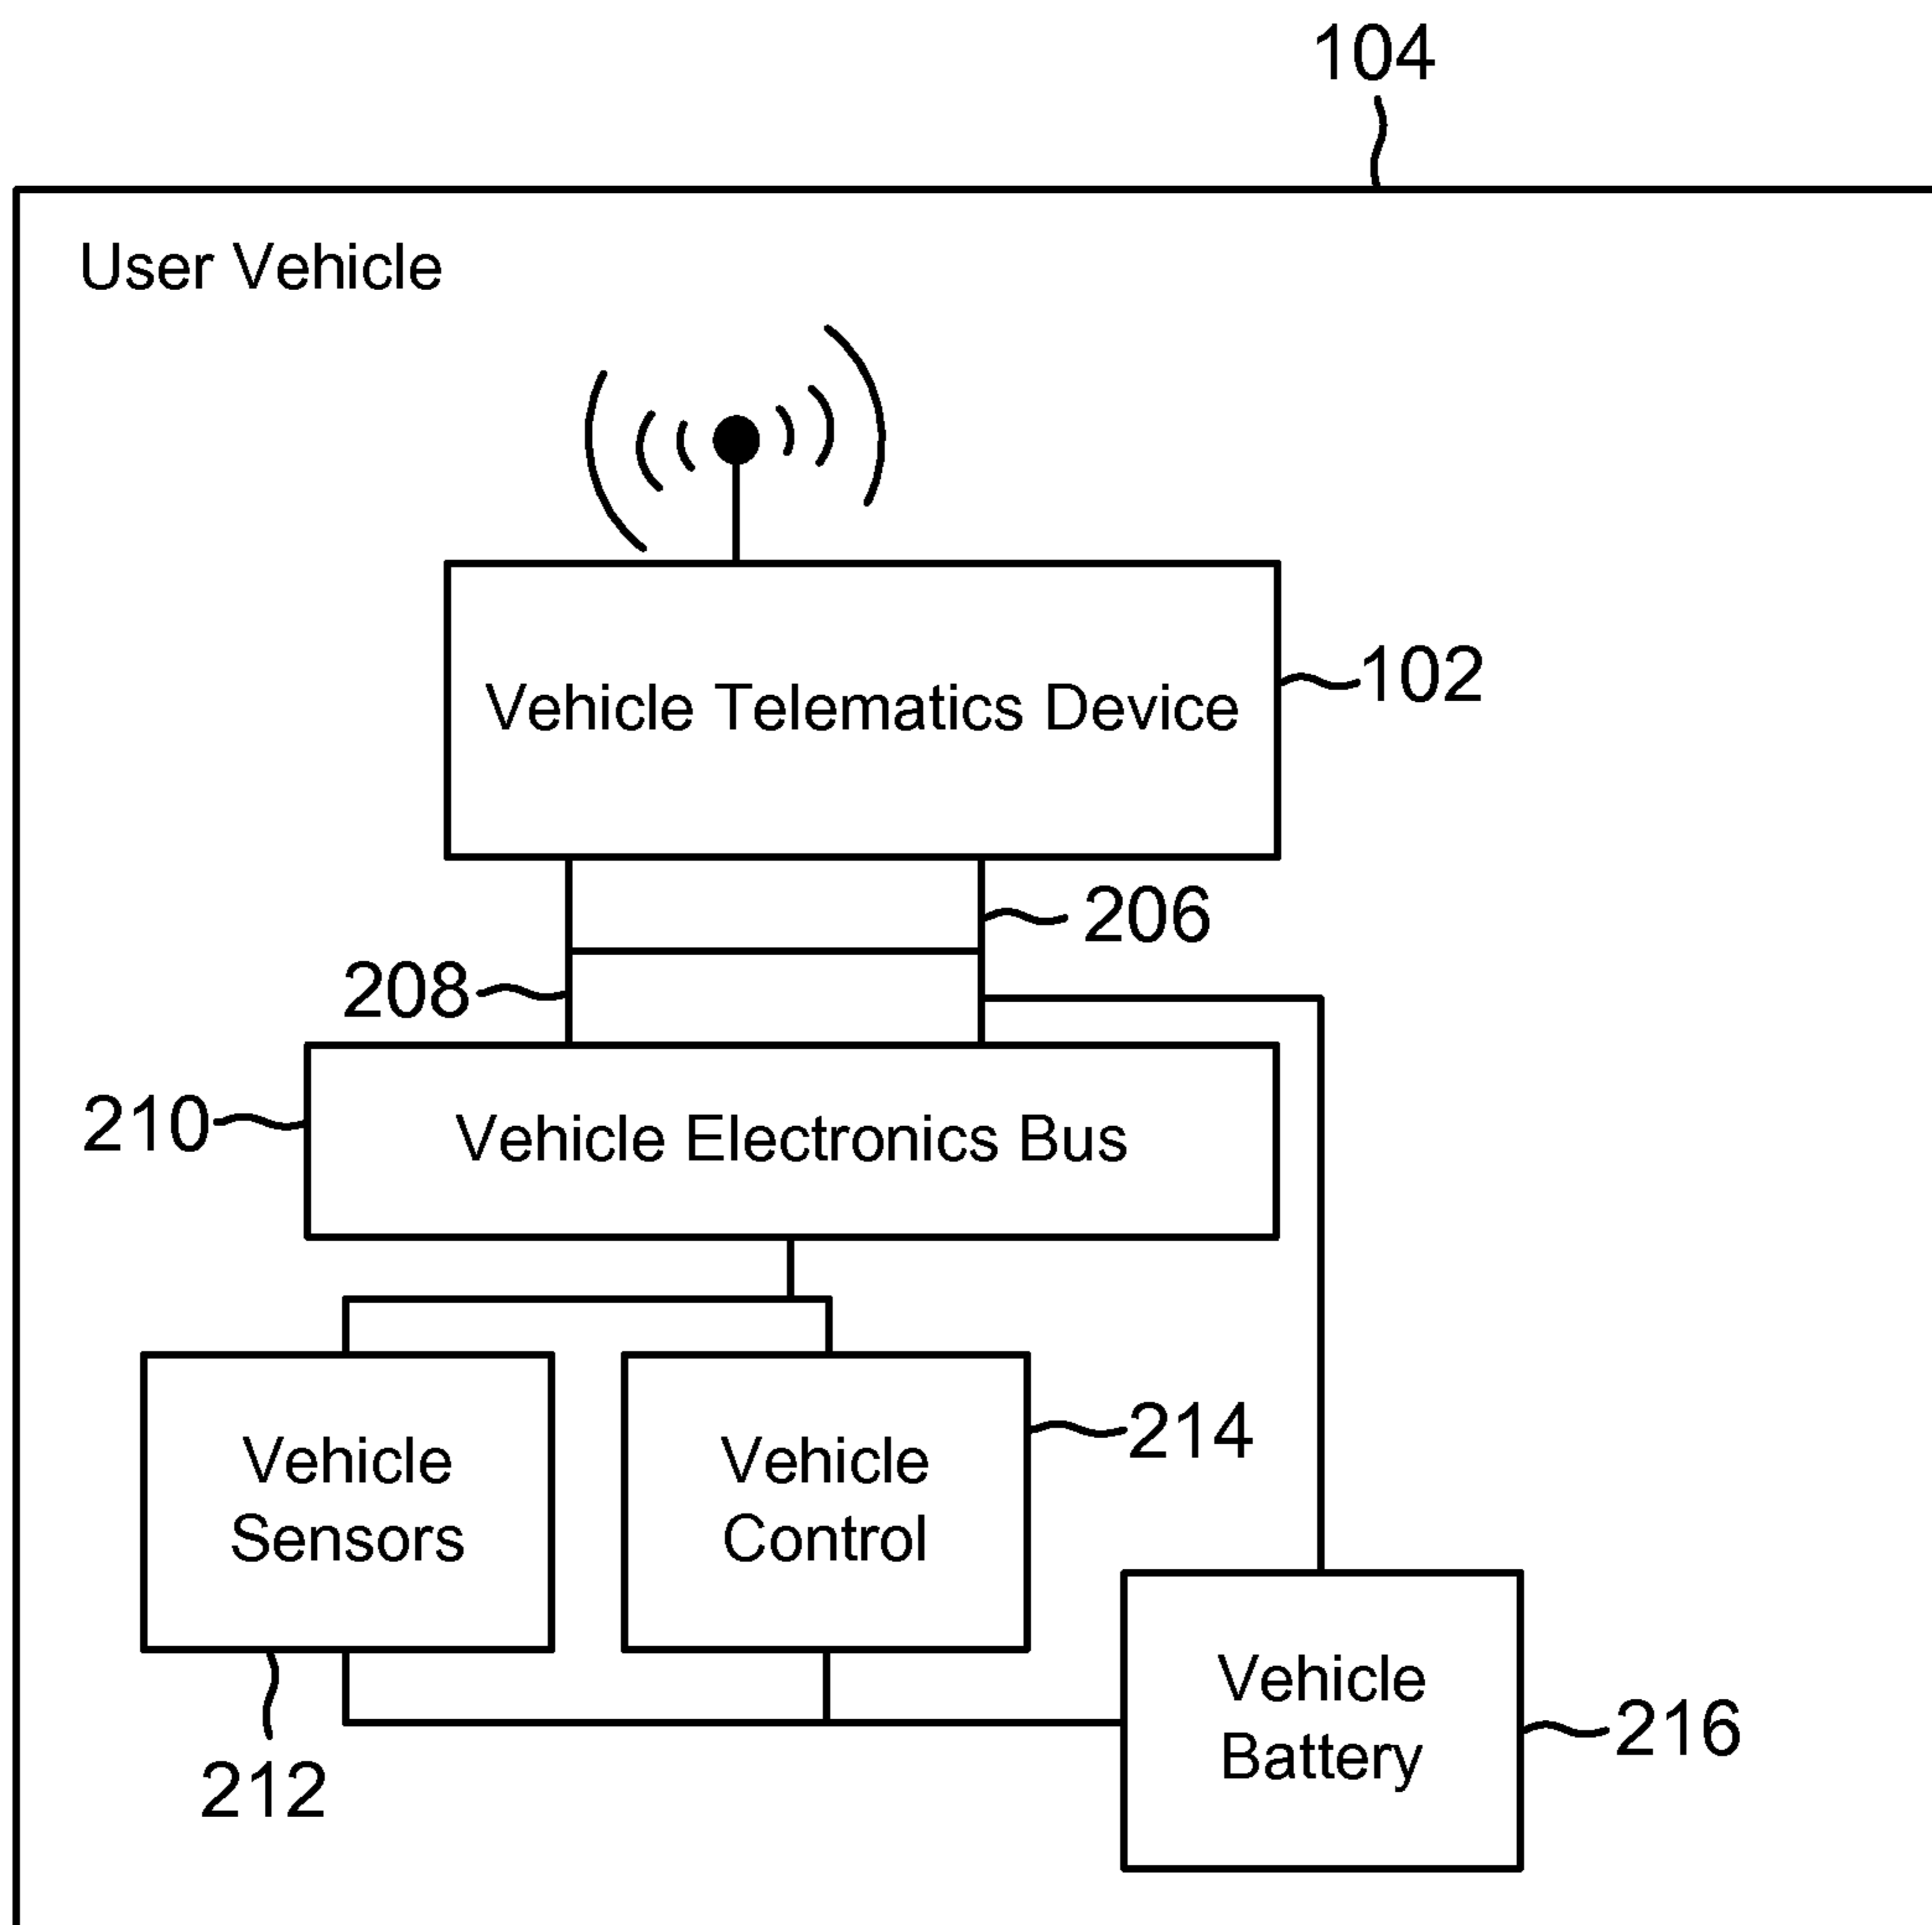 104
User Vehicle
Vehicle Telematics Device
102
206
208
210
Vehicle Electronics Bus
Vehicle
Sensors
Vehicle
Control
214
Vehicle
Battery
216
212